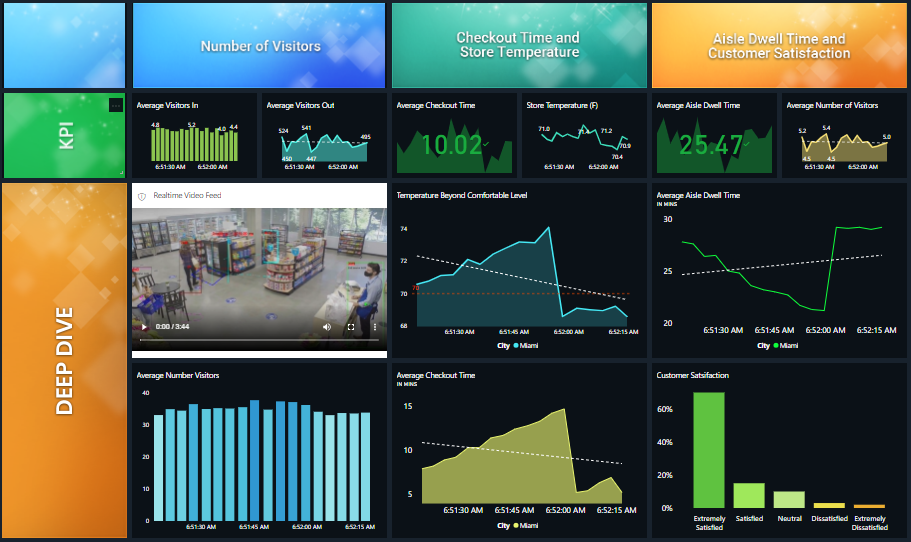 Number of Visitors
Checkout Time and
Store Temperature
Aisle Dwell Time and
Customer Satisfaction
KPI
Average Visitors In
4.8
5.2
4.0
4.4
6:51:30 AM
6:52:00 AM
Average Visitors Out
524
541
495
450
447
6:51:30 AM
6:52:00 AM
Average Checkout Time
10.02
Store Temperature (F)
71.0
71.4
71.2
70.9
70.4
6:51:30 AM
6:52:00 AM
Average Aisle Dwell Time
25.47
Average Number of Visitors
5.2
5.4
5.0
4.5
4.5
6:51:30 AM
6:52:00 AM
DEEP DIVE
Realtime Video Feed
0:00 / 3:44
Temperature Beyond Comfortable Level
74
72
70
70
68
6:51:30 AM
6:51:45 AM
6:52:00 AM
6:52:15 AM
City Miami
Average Aisle Dwell Time
IN MINS
30
25
20
6:51:30 AM
6:51:45 AM
6:52:00 AM
6:52:15 AM
City Miami
Average Number Visitors
40
30
20
10
0
6:51:30 AM
6:51:45 AM
6:52:00 AM
6:52:15 AM
Average Checkout Time
IN MINS
15
10
5
6:51:30 AM
6:51:45 AM
6:52:00 AM
6:52:15 AM
City Miami
Customer Satisifaction
60%
40%
20%
0%
Extremely
Satisfied
Satisfied
Neutral
Dissatisfied
Extremely
Dissatisfied